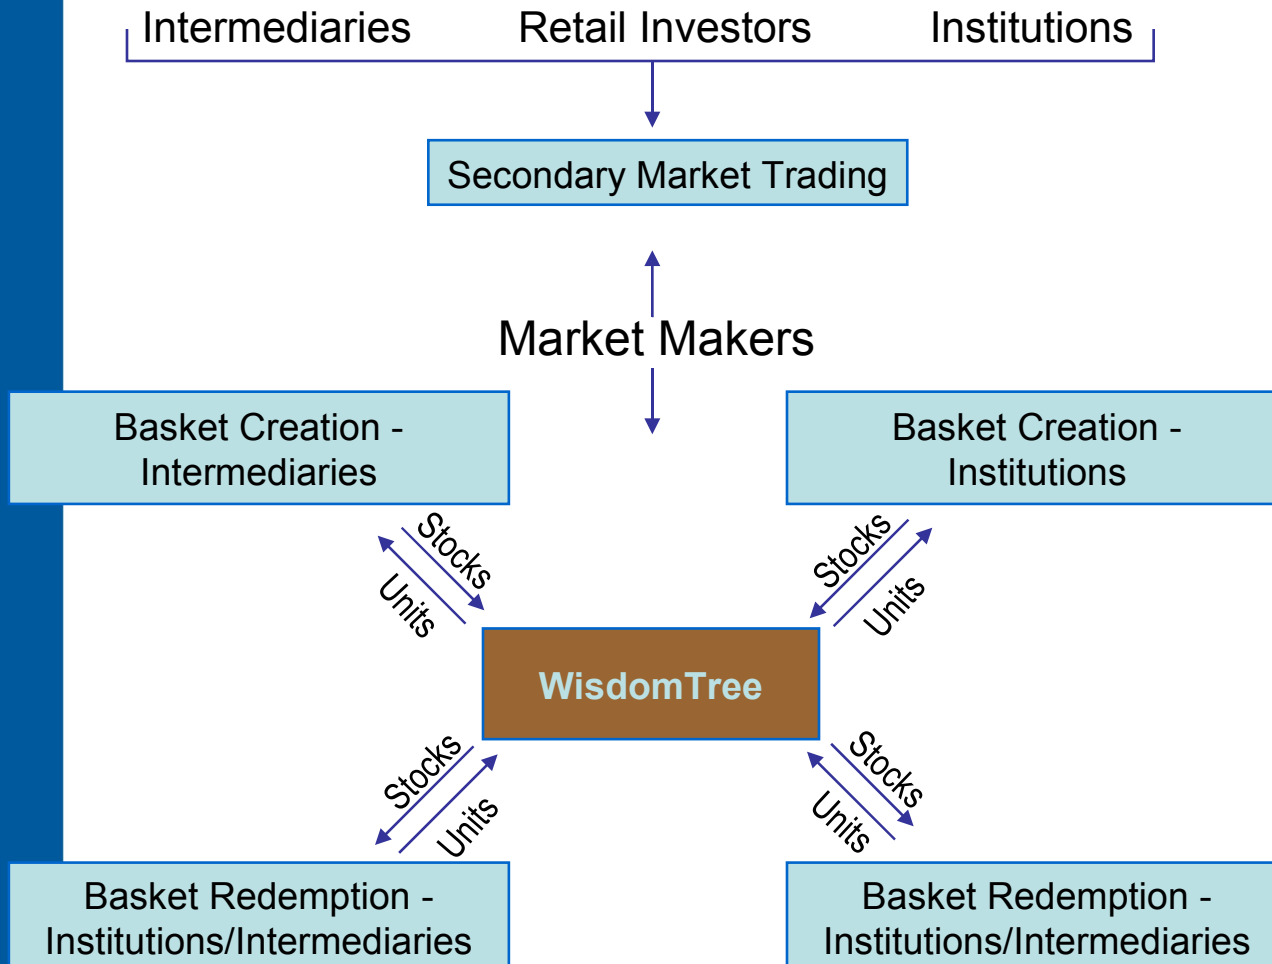 Intermediaries Retail Investors Institutions
Secondary Market Trading
Market Makers
Basket Creation -
Intermediaries
Basket Creation -
Institutions
Stocks
Units
Stocks
Units
WisdomTree
Stocks
Units
Stocks
Units
Basket Redemption -
Institutions/Intermediaries
Basket Redemption -
Institutions/Intermediaries